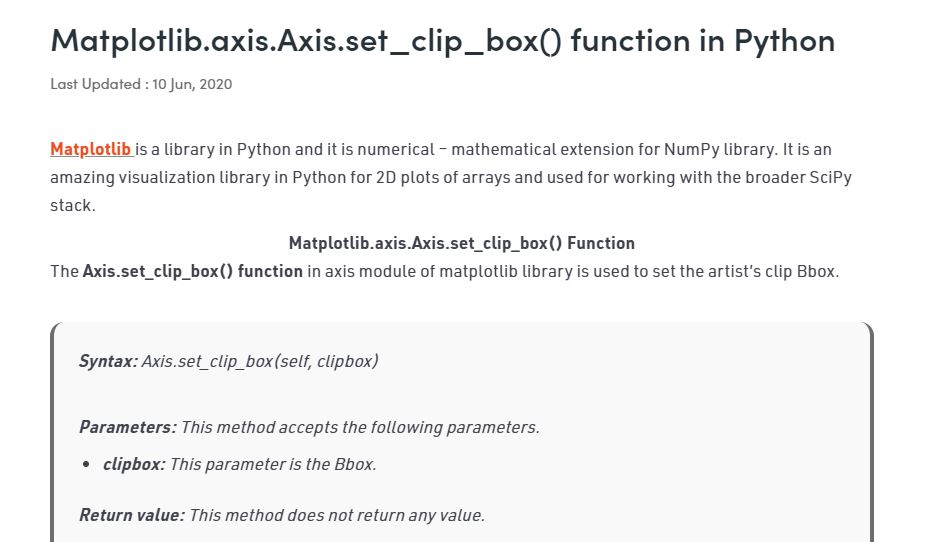 Matplotlib.axis.Axis.set_clip_box() function in Python
Last Updated : 10 Jun, 2020
Matplotlib is a library in Python and it is numerical – mathematical extension for NumPy library. It is an
amazing visualization library in Python for 2D plots of arrays and used for working with the broader SciPy
stack.
Matplotlib.axis.Axis.set_clip_box() Function
The Axis.set_clip_box() function in axis module of matplotlib library is used to set the artist's clip Bbox.
Syntax: Axis.set_clip_box(self, clipbox)
Parameters: This method accepts the following parameters.
• clipbox: This parameter is the Bbox.
Return value: This method does not return any value.